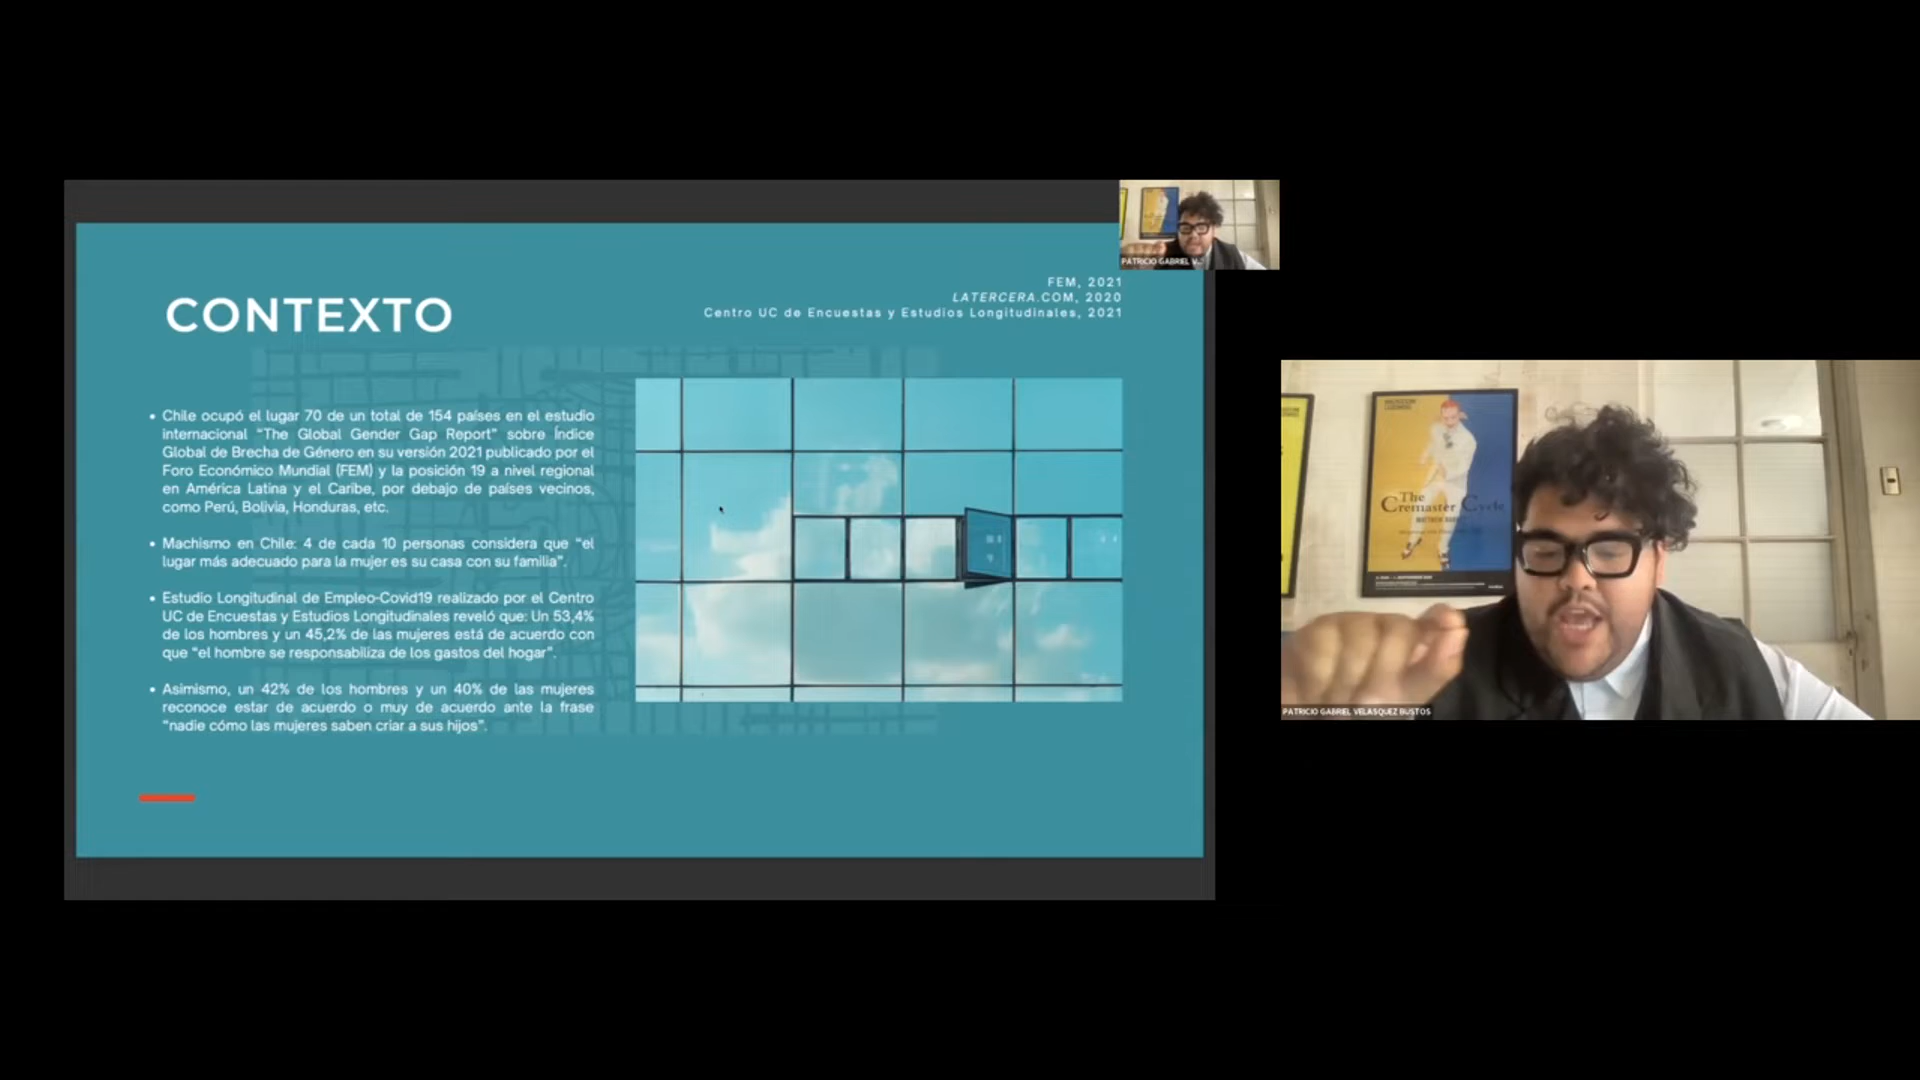 CONTEXTO
FEM, 2021
LATERCERA.COM, 2020
Centro UC de Encuestas y Estudios Longitudinales, 2021
• Chile ocupó el lugar 70 de un total de 154 países en el estudio
internacional “The Global Gender Gap Report” sobre Índice
Global de Brecha de Género en su versión 2021 publicado por el
Foro Económico Mundial (FEM) y la posición 19 a nivel regional
en América Latina y el Caribe, por debajo de países vecinos,
como Perú, Bolivia, Honduras, etc.
• Machismo en Chile: 4 de cada 10 personas considera que “el
lugar más adecuado para la mujer es su casa con su familia”.
• Estudio Longitudinal de Empleo-Covid19 realizado por el Centro
UC de Encuestas y Estudios Longitudinales reveló que: Un 53,4%
de los hombres y un 45,2% de las mujeres está de acuerdo con
que “el hombre se responsabiliza de los gastos del hogar”.
• Asimismo, un 42% de los hombres y un 40% de las mujeres
reconoce estar de acuerdo o muy de acuerdo ante la frase
“nadie cómo las mujeres saben criar a sus hijos”.
PATRICIO GABRIEL V...
The
Cremaster Cycle
PATRICIO GABRIEL VELASQUEZ BUSTOS